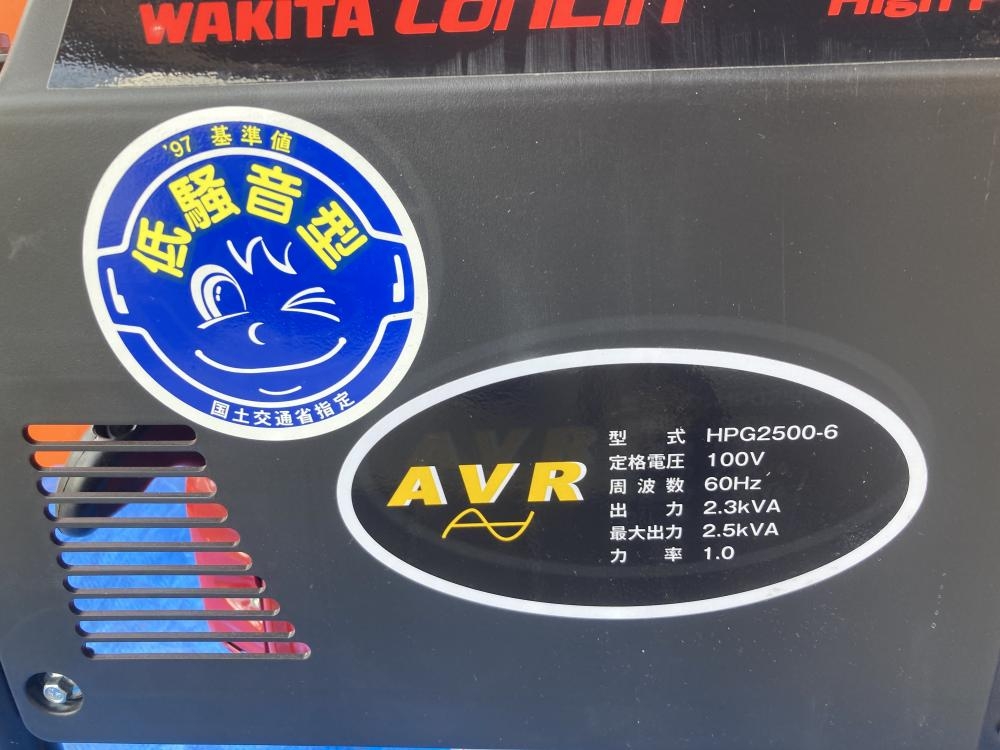 WAKITA ConLin
High
'97 基準値
低騒音型
国土交通省指定
AVR
型 式 HPG2500-6
定格電圧 100V
周波数 60Hz
出 力 2.3kVA
最大出力 2.5kVA
力 率 1.0